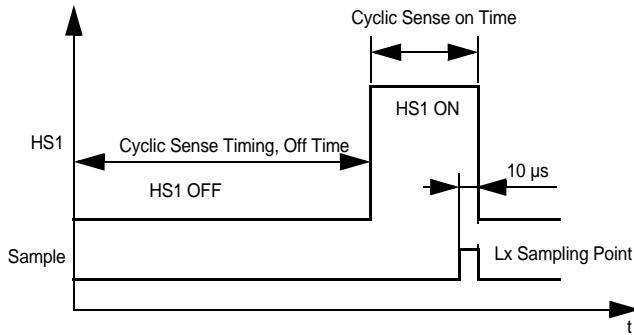 Cyclic Sense on Time
HS1 ON
HS1
Cyclic Sense Timing, Off Time
10 µs
HS1 OFF
Sample
Lx Sampling Point
t